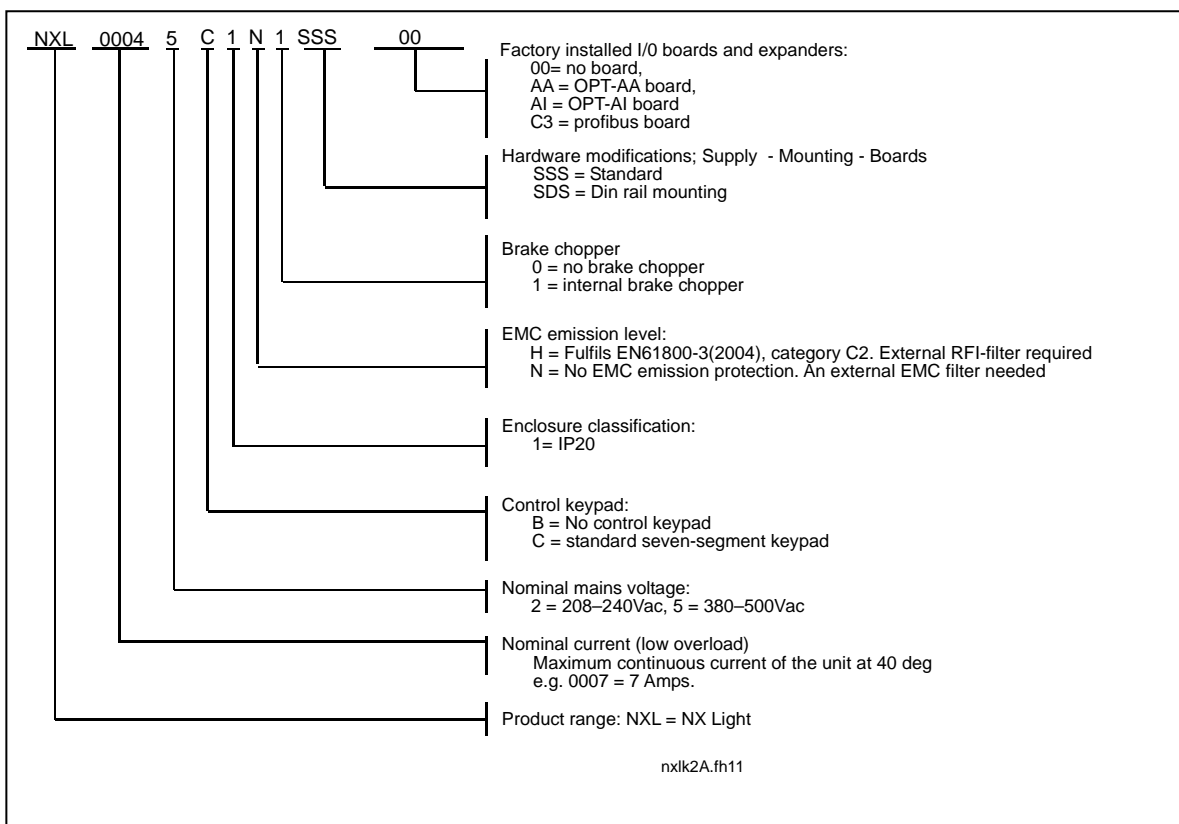 NXL 0004 5 C 1 N 1 SSS 00
Factory installed I/0 boards and expanders:
00= no board,
AA = OPT-AA board,
AI = OPT-AI board
C3 = profibus board
Hardware modifications; Supply - Mounting - Boards
SSS = Standard
SDS = Din rail mounting
Brake chopper
0 = no brake chopper
1 = internal brake chopper
EMC emission level:
H = Fulfils EN61800-3(2004), category C2. External RFI-filter required
N = No EMC emission protection. An external EMC filter needed
Enclosure classification:
1= IP20
Control keypad:
B = No control keypad
C = standard seven-segment keypad
Nominal mains voltage:
2 = 208–240Vac, 5 = 380–500Vac
Nominal current (low overload)
Maximum continuous current of the unit at 40 deg
e.g. 0007 = 7 Amps.
Product range: NXL = NX Light
nxlk2A.fh11